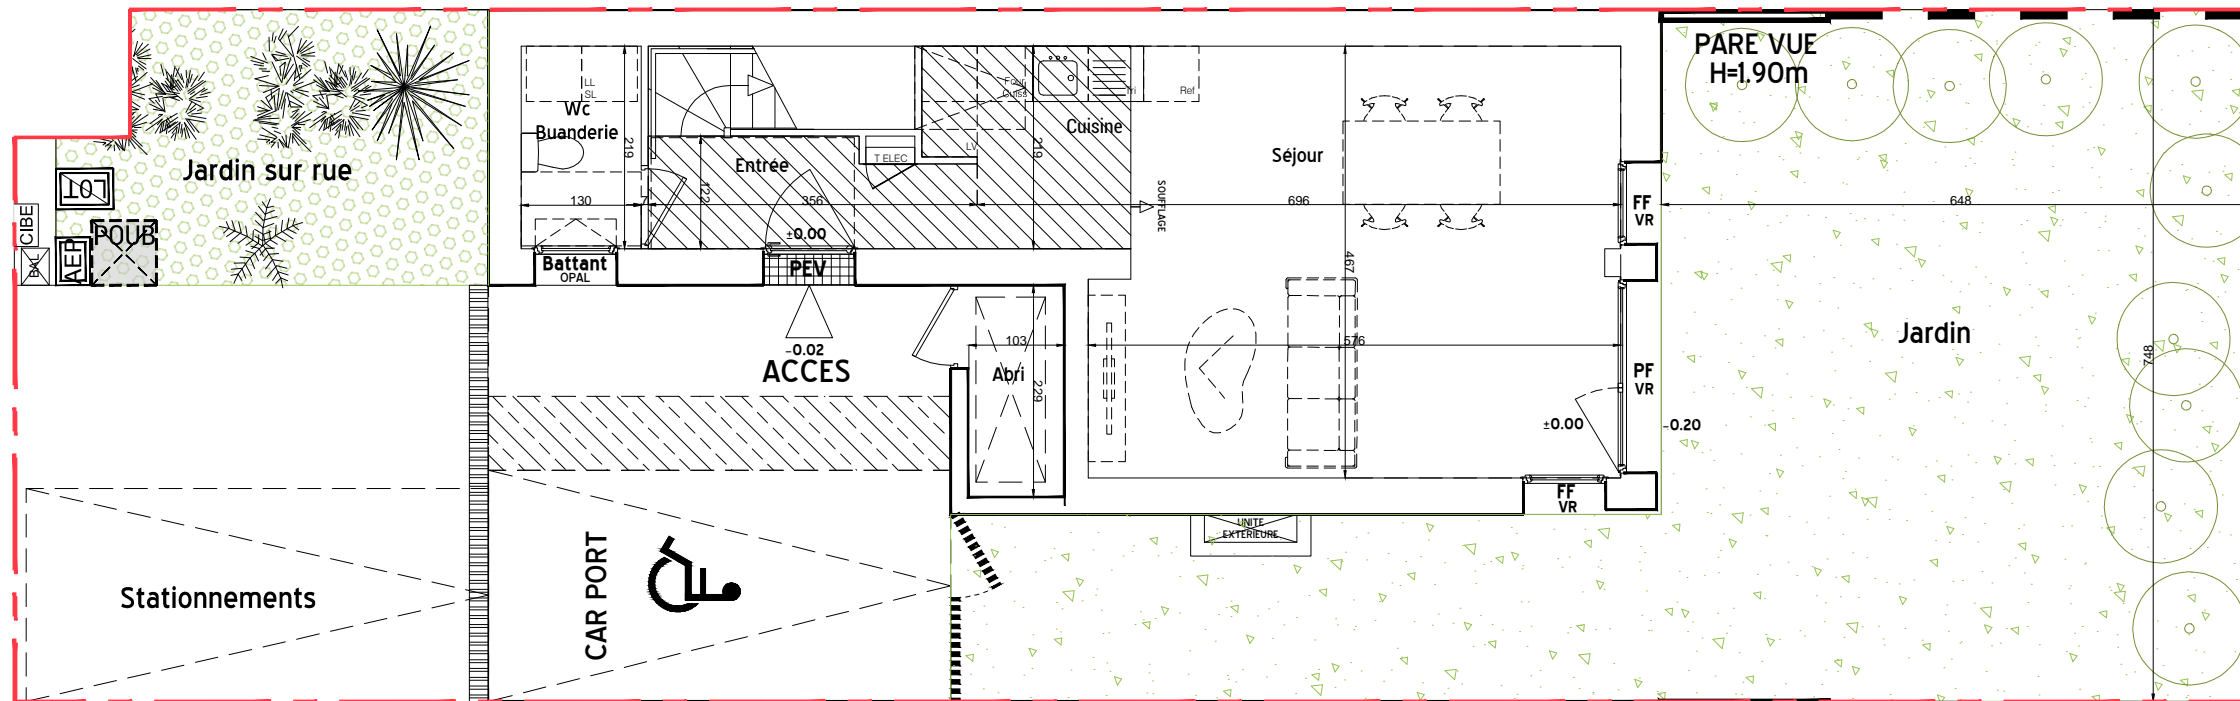 Jardin sur rue
LOT
CIBE
BAL
AEP
POUB
Stationnements
LL
SL
Wc
Buanderie
219
130
7
Battant
OPAL
Entrée
122
356
±0.00
PEV
-0.02
ACCES
T ELEC
LV
Four
Cuiss
Tri
Ref
Cuisine
219
SOUFFLAGE
Séjour
696
467
576
103
Abri
229
CAR PORT
UNITE
EXTERIEURE
FF
VR
PF
VR
±0.00
-0.20
FF
VR
PARE VUE
H=1.90m
648
Jardin
748